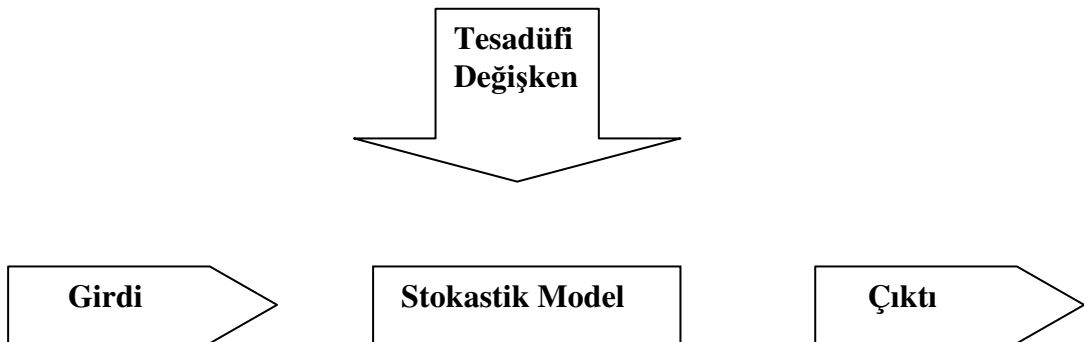 Tesadüfi
Değişken
Girdi
Stokastik Model
Çıktı